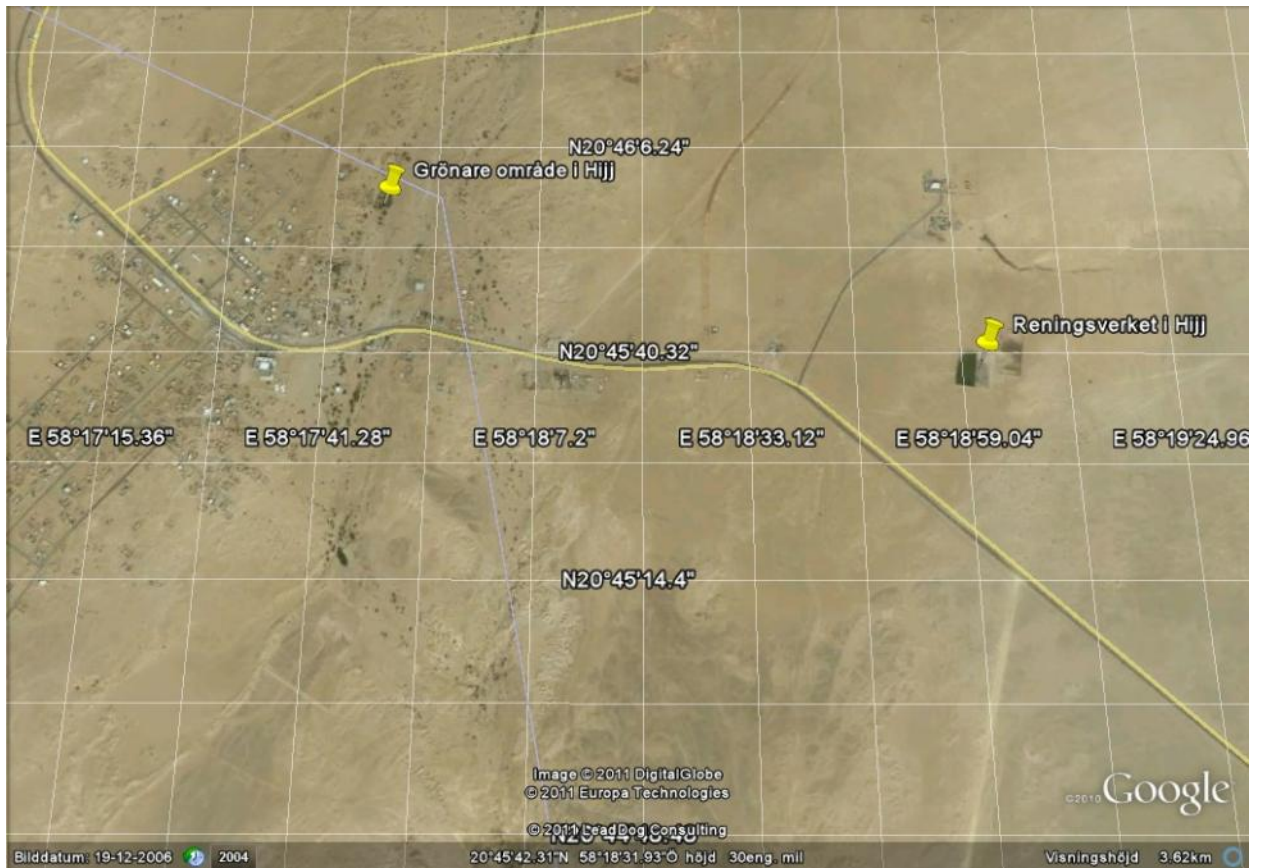 N20°46'6.24"
Grönare område i Hijj
Reningsverket i Hijj
N20°45'40.32"
E 58°17'15.36"
E 58°17'41.28"
E 58°18'7.2"
E 58°18'33.12"
E 58°18'59.04"
E 58°19'24.96
N20°45'14.4"
Image © 2011 DigitalGlobe
© 2011 Europa Technologies
©2010 Google
© 2011 LeadDog Consulting
Bilddatum: 19-12-2006
2004
20°45'42.31"N
58°18'31.93"Ö
höjd
30eng. mil
Visningshöjd
3.62km